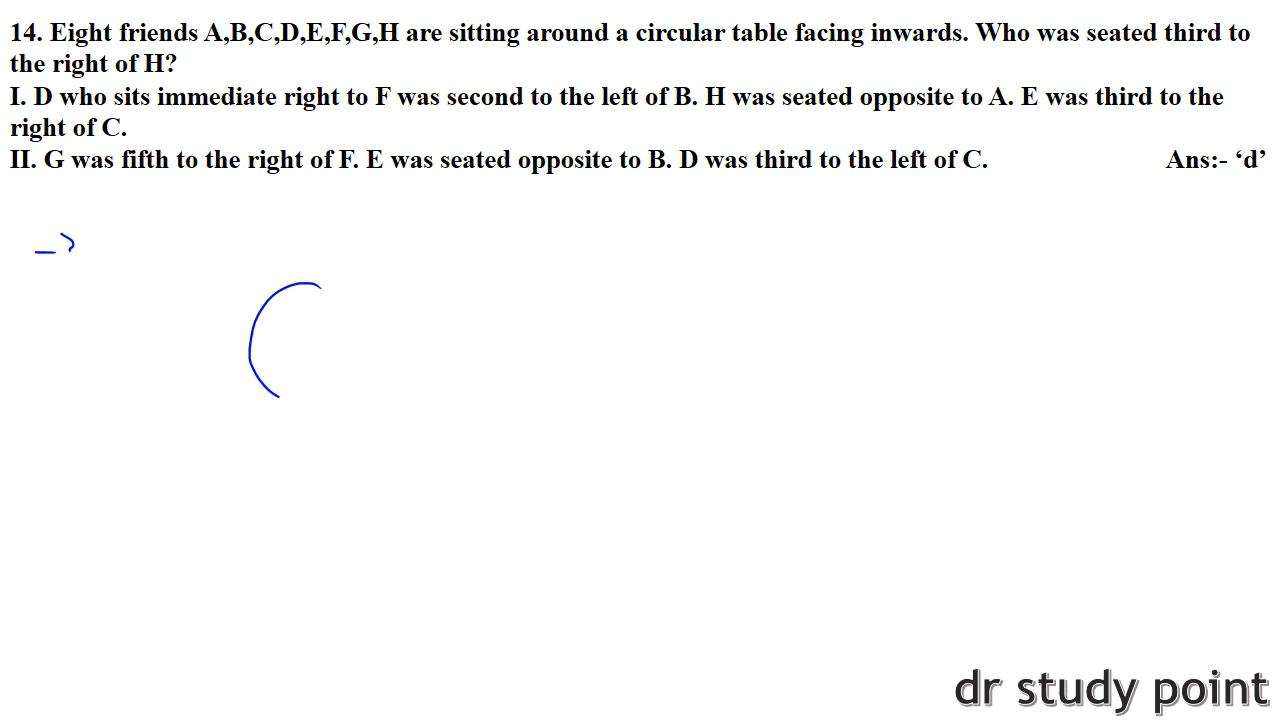 14. Eight friends A,B,C,D,E,F,G,H are sitting around a circular table facing inwards. Who was seated third to
the right of H?
I. D who sits immediate right to F was second to the left of B. H was seated opposite to A. E was third to the
right of C.
II. G was fifth to the right of F. E was seated opposite to B. D was third to the left of C. Ans:- ‘d’
dr study point